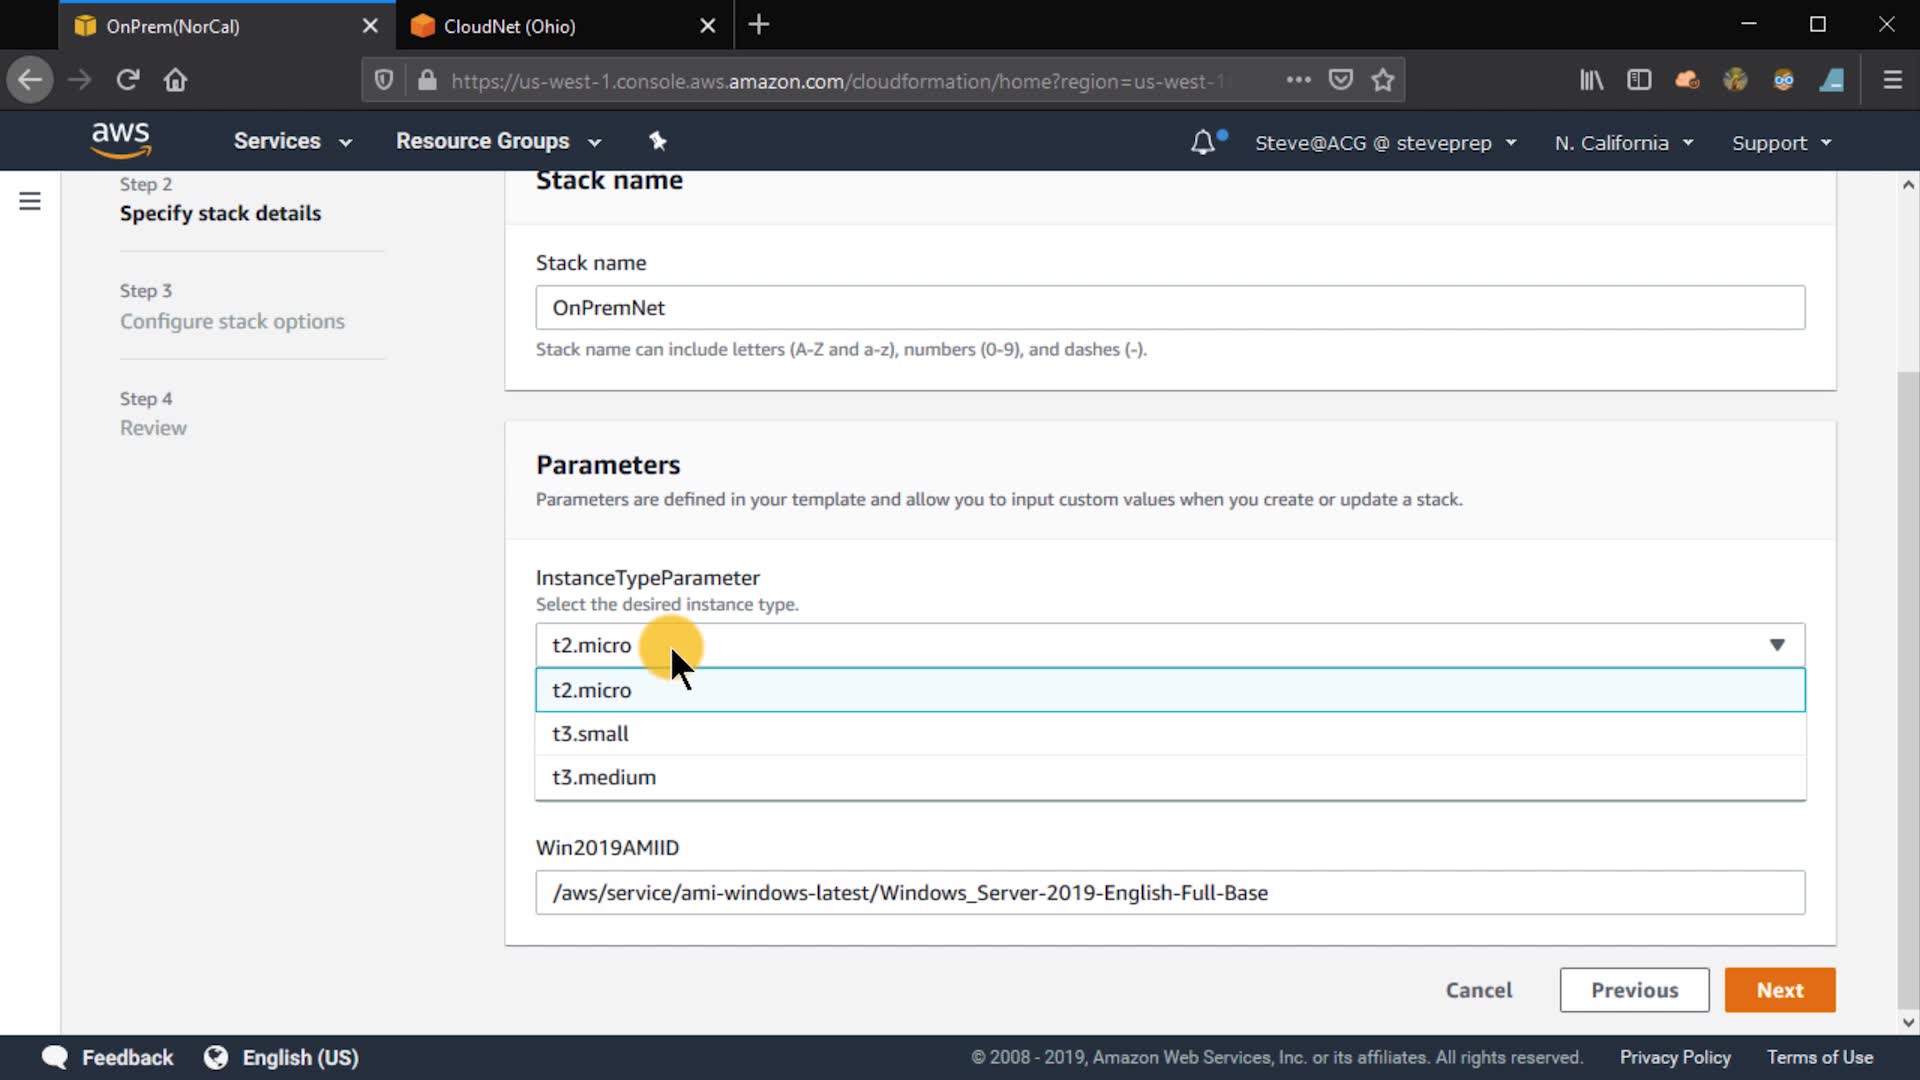 OnPrem(NorCal)
CloudNet (Ohio)
https://us-west-1.console.aws.amazon.com/cloudformation/home?region=us-west-1
aws
Services
Resource Groups
Steve@ACG @ steveprep
N. California
Support
Step 2
Specify stack details
Step 3
Configure stack options
Step 4
Review
Stack name
Stack name
OnPremNet
Stack name can include letters (A-Z and a-z), numbers (0-9), and dashes (-).
Parameters
Parameters are defined in your template and allow you to input custom values when you create or update a stack.
InstanceTypeParameter
Select the desired instance type.
t2.micro
t2.micro
t3.small
t3.medium
Win2019AMIID
/aws/service/ami-windows-latest/Windows_Server-2019-English-Full-Base
Cancel
Previous
Next
Feedback
English (US)
© 2008 - 2019, Amazon Web Services, Inc. or its affiliates. All rights reserved.
Privacy Policy
Terms of Use